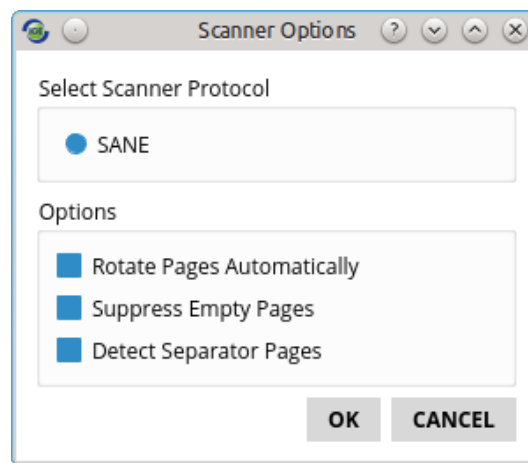 Scanner Options
Select Scanner Protocol
SANE
Options
Rotate Pages Automatically
Suppress Empty Pages
Detect Separator Pages
OK CANCEL